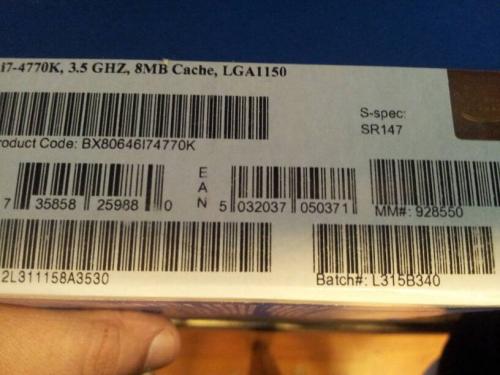 i7-4770K, 3.5 GHZ, 8MB Cache, LGA1150
S-spec:
SR147
roduct Code: BX80646I74770K
EAN
7 35858 25988 0
5 032037 050371
MM#: 928550
2L311158A3530
Batch#: L315B340